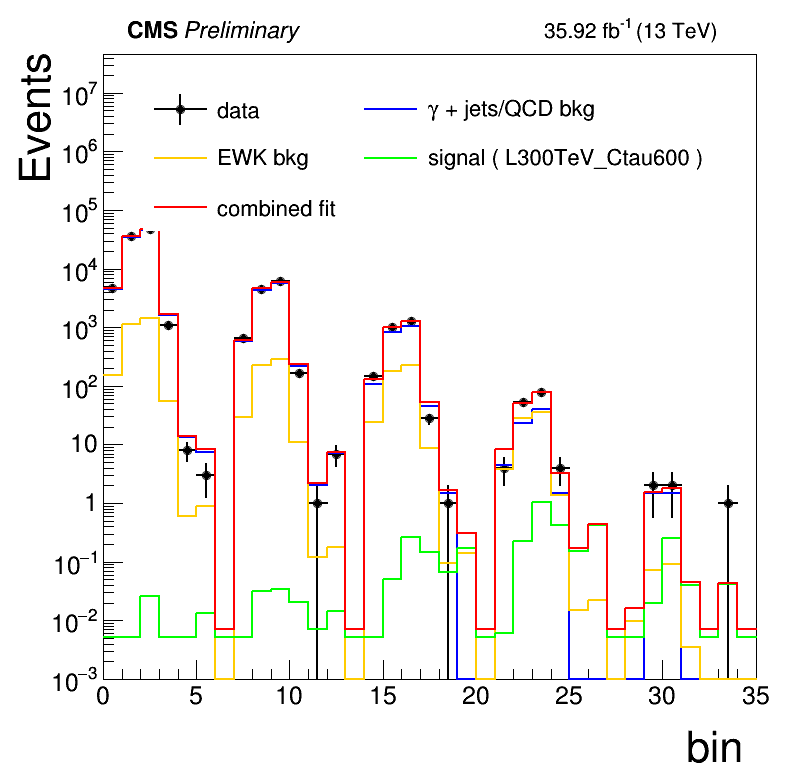 CMS Preliminary 35.92 fb⁻¹ (13 TeV)
Events
10⁷
10⁶
10⁵
10⁴
10³
10²
10
1
10⁻¹
10⁻²
10⁻³
data
γ + jets/QCD bkg
EWK bkg
signal ( L300TeV_Ctau600 )
combined fit
0 5 10 15 20 25 30 35
bin